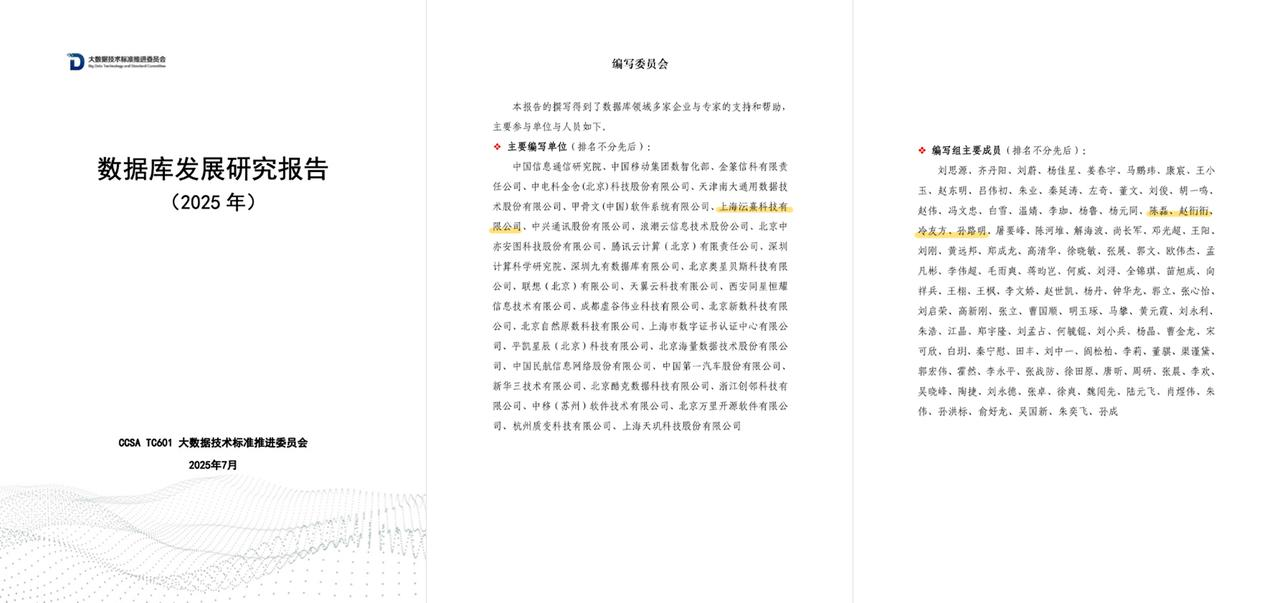 大数据技术标准推进委员会
Big Data Technology and Standard Committee
数据库发展研究报告
（2025 年）
CCSA TC601 大数据技术标准推进委员会
2025年7月
编写委员会
本报告的撰写得到了数据库领域多家企业与专家的支持和帮助，
主要参与单位与人员如下。
❖ 主要编写单位（排名不分先后）：
中国信息通信研究院、中国移动集团数智化部、金篆信科有限责
任公司、中电科金仓(北京)科技股份有限公司、天津南大通用数据技
术股份有限公司、甲骨文(中国)软件系统有限公司、上海沄熹科技有
限公司、中兴通讯股份有限公司、浪潮云信息技术股份公司、北京中
亦安图科技股份有限公司、腾讯云计算（北京）有限责任公司、深圳
计算科学研究院、深圳九有数据库有限公司、北京奥星贝斯科技有限
公司、联想（北京）有限公司、天翼云科技有限公司、西安同星恒耀
信息技术有限公司、成都虚谷伟业科技有限公司、北京新数科技有限
公司、北京自然原数科技有限公司、上海市数字证书认证中心有限公
司、平凯星辰（北京）科技有限公司、北京海量数据技术股份有限公
司、中国民航信息网络股份有限公司、中国第一汽车股份有限公司、
新华三技术有限公司、北京酷克数据科技有限公司、浙江创邻科技有
限公司、中移（苏州）软件技术有限公司、北京万里开源软件有限公
司、杭州质变科技有限公司、上海天玑科技股份有限公司
❖ 编写组主要成员（排名不分先后）：
刘思源、齐丹阳、刘蔚、杨佳星、姜春宇、马鹏玮、康宸、王小
玉、赵东明、吕伟初、朱业、秦延涛、左奇、董文、刘俊、胡一鸣、
赵伟、冯文忠、白雪、温婧、李珈、杨鲁、杨元同、陈磊、赵衍衍、
冷友方、孙路明、屠要峰、陈河堆、解海波、尚长军、邓光超、王阳、
刘刚、黄远邦、郑成龙、高清华、徐晓敏、张展、郭文、欧伟杰、孟
凡彬、李伟超、毛雨爽、蒋昀岂、何威、刘浔、全锦琪、苗旭成、向
祥兵、王栩、王枫、李文娇、赵世凯、杨丹、钟华龙、郭立、张心怡、
刘启荣、高新刚、张立、曹国顺、明玉琢、马攀、黄元霞、刘永利、
朱浩、江晶、郑宇隆、刘孟占、何毓锟、刘小兵、杨晶、曹金龙、宋
可欣、白玥、秦宁慰、田丰、刘中一、阎松柏、李莉、董骐、渠谨黛、
郭宏伟、霍然、李永平、张战防、徐田原、唐昕、周研、张晨、李欢、
吴晓峰、陶捷、刘永德、张卓、徐爽、魏闯先、陆元飞、肖煜伟、朱
伟、孙洪标、俞好龙、吴国新、朱奕飞、孙成